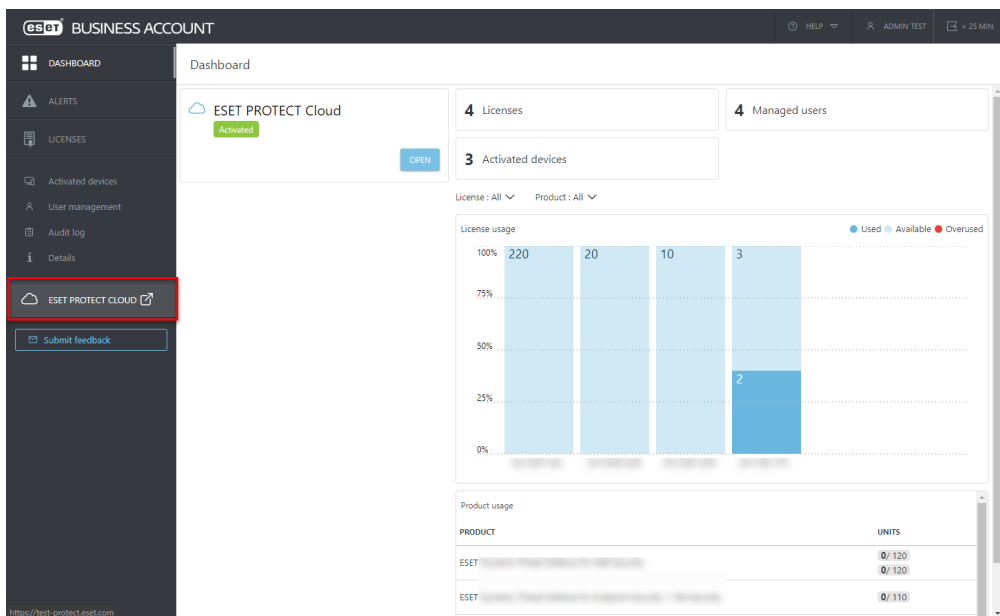 eset BUSINESS ACCOUNT
HELP
ADMIN TEST
> 25 MIN
DASHBOARD
ALERTS
LICENSES
Activated devices
User management
Audit log
Details
ESET PROTECT CLOUD
Submit feedback
https://test-protect.eset.com
Dashboard
ESET PROTECT Cloud
Activated
OPEN
4 Licenses
4 Managed users
3 Activated devices
License : All
Product : All
License usage
Used
Available
Overused
100%
75%
50%
25%
0%
220
20
10
3
2
Product usage
PRODUCT UNITS
ESET
0/ 120
0/ 120
ESET
0/ 110